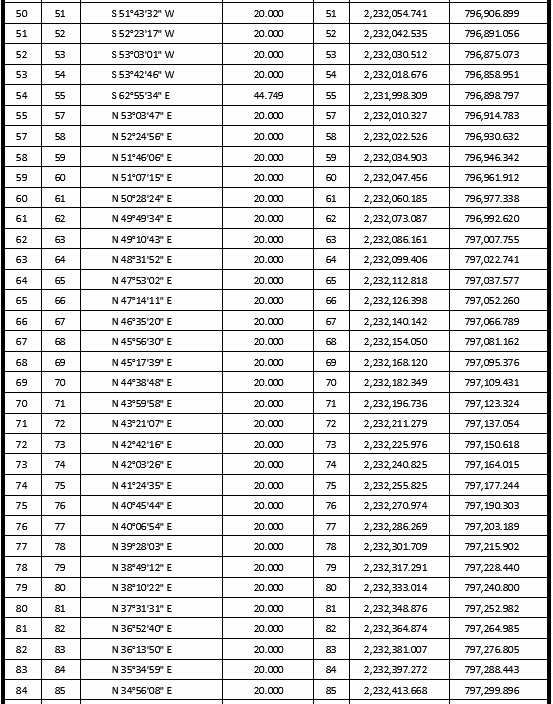 50 51 S 51°43'32" W 20.000 51 2,232,054.741 796,906.899
51 52 S 52°23'17" W 20.000 52 2,232,042.535 796,891.056
52 53 S 53°03'01" W 20.000 53 2,232,030.512 796,875.073
53 54 S 53°42'46" W 20.000 54 2,232,018.676 796,858.951
54 55 S 62°55'34" E 44.749 55 2,231,998.309 796,898.797
55 57 N 53°03'47" E 20.000 57 2,232,010.327 796,914.783
57 58 N 52°24'56" E 20.000 58 2,232,022.526 796,930.632
58 59 N 51°46'06" E 20.000 59 2,232,034.903 796,946.342
59 60 N 51°07'15" E 20.000 60 2,232,047.456 796,961.912
60 61 N 50°28'24" E 20.000 61 2,232,060.185 796,977.338
61 62 N 49°49'34" E 20.000 62 2,232,073.087 796,992.620
62 63 N 49°10'43" E 20.000 63 2,232,086.161 797,007.755
63 64 N 48°31'52" E 20.000 64 2,232,099.406 797,022.741
64 65 N 47°53'02" E 20.000 65 2,232,112.818 797,037.577
65 66 N 47°14'11" E 20.000 66 2,232,126.398 797,052.260
66 67 N 46°35'20" E 20.000 67 2,232,140.142 797,066.789
67 68 N 45°56'30" E 20.000 68 2,232,154.050 797,081.162
68 69 N 45°17'39" E 20.000 69 2,232,168.120 797,095.376
69 70 N 44°38'48" E 20.000 70 2,232,182.349 797,109.431
70 71 N 43°59'58" E 20.000 71 2,232,196.736 797,123.324
71 72 N 43°21'07" E 20.000 72 2,232,211.279 797,137.054
72 73 N 42°42'16" E 20.000 73 2,232,225.976 797,150.618
73 74 N 42°03'26" E 20.000 74 2,232,240.825 797,164.015
74 75 N 41°24'35" E 20.000 75 2,232,255.825 797,177.244
75 76 N 40°45'44" E 20.000 76 2,232,270.974 797,190.303
76 77 N 40°06'54" E 20.000 77 2,232,286.269 797,203.189
77 78 N 39°28'03" E 20.000 78 2,232,301.709 797,215.902
78 79 N 38°49'12" E 20.000 79 2,232,317.291 797,228.440
79 80 N 38°10'22" E 20.000 80 2,232,333.014 797,240.800
80 81 N 37°31'31" E 20.000 81 2,232,348.876 797,252.982
81 82 N 36°52'40" E 20.000 82 2,232,364.874 797,264.985
82 83 N 36°13'50" E 20.000 83 2,232,381.007 797,276.805
83 84 N 35°34'59" E 20.000 84 2,232,397.272 797,288.443
84 85 N 34°56'08" E 20.000 85 2,232,413.668 797,299.896